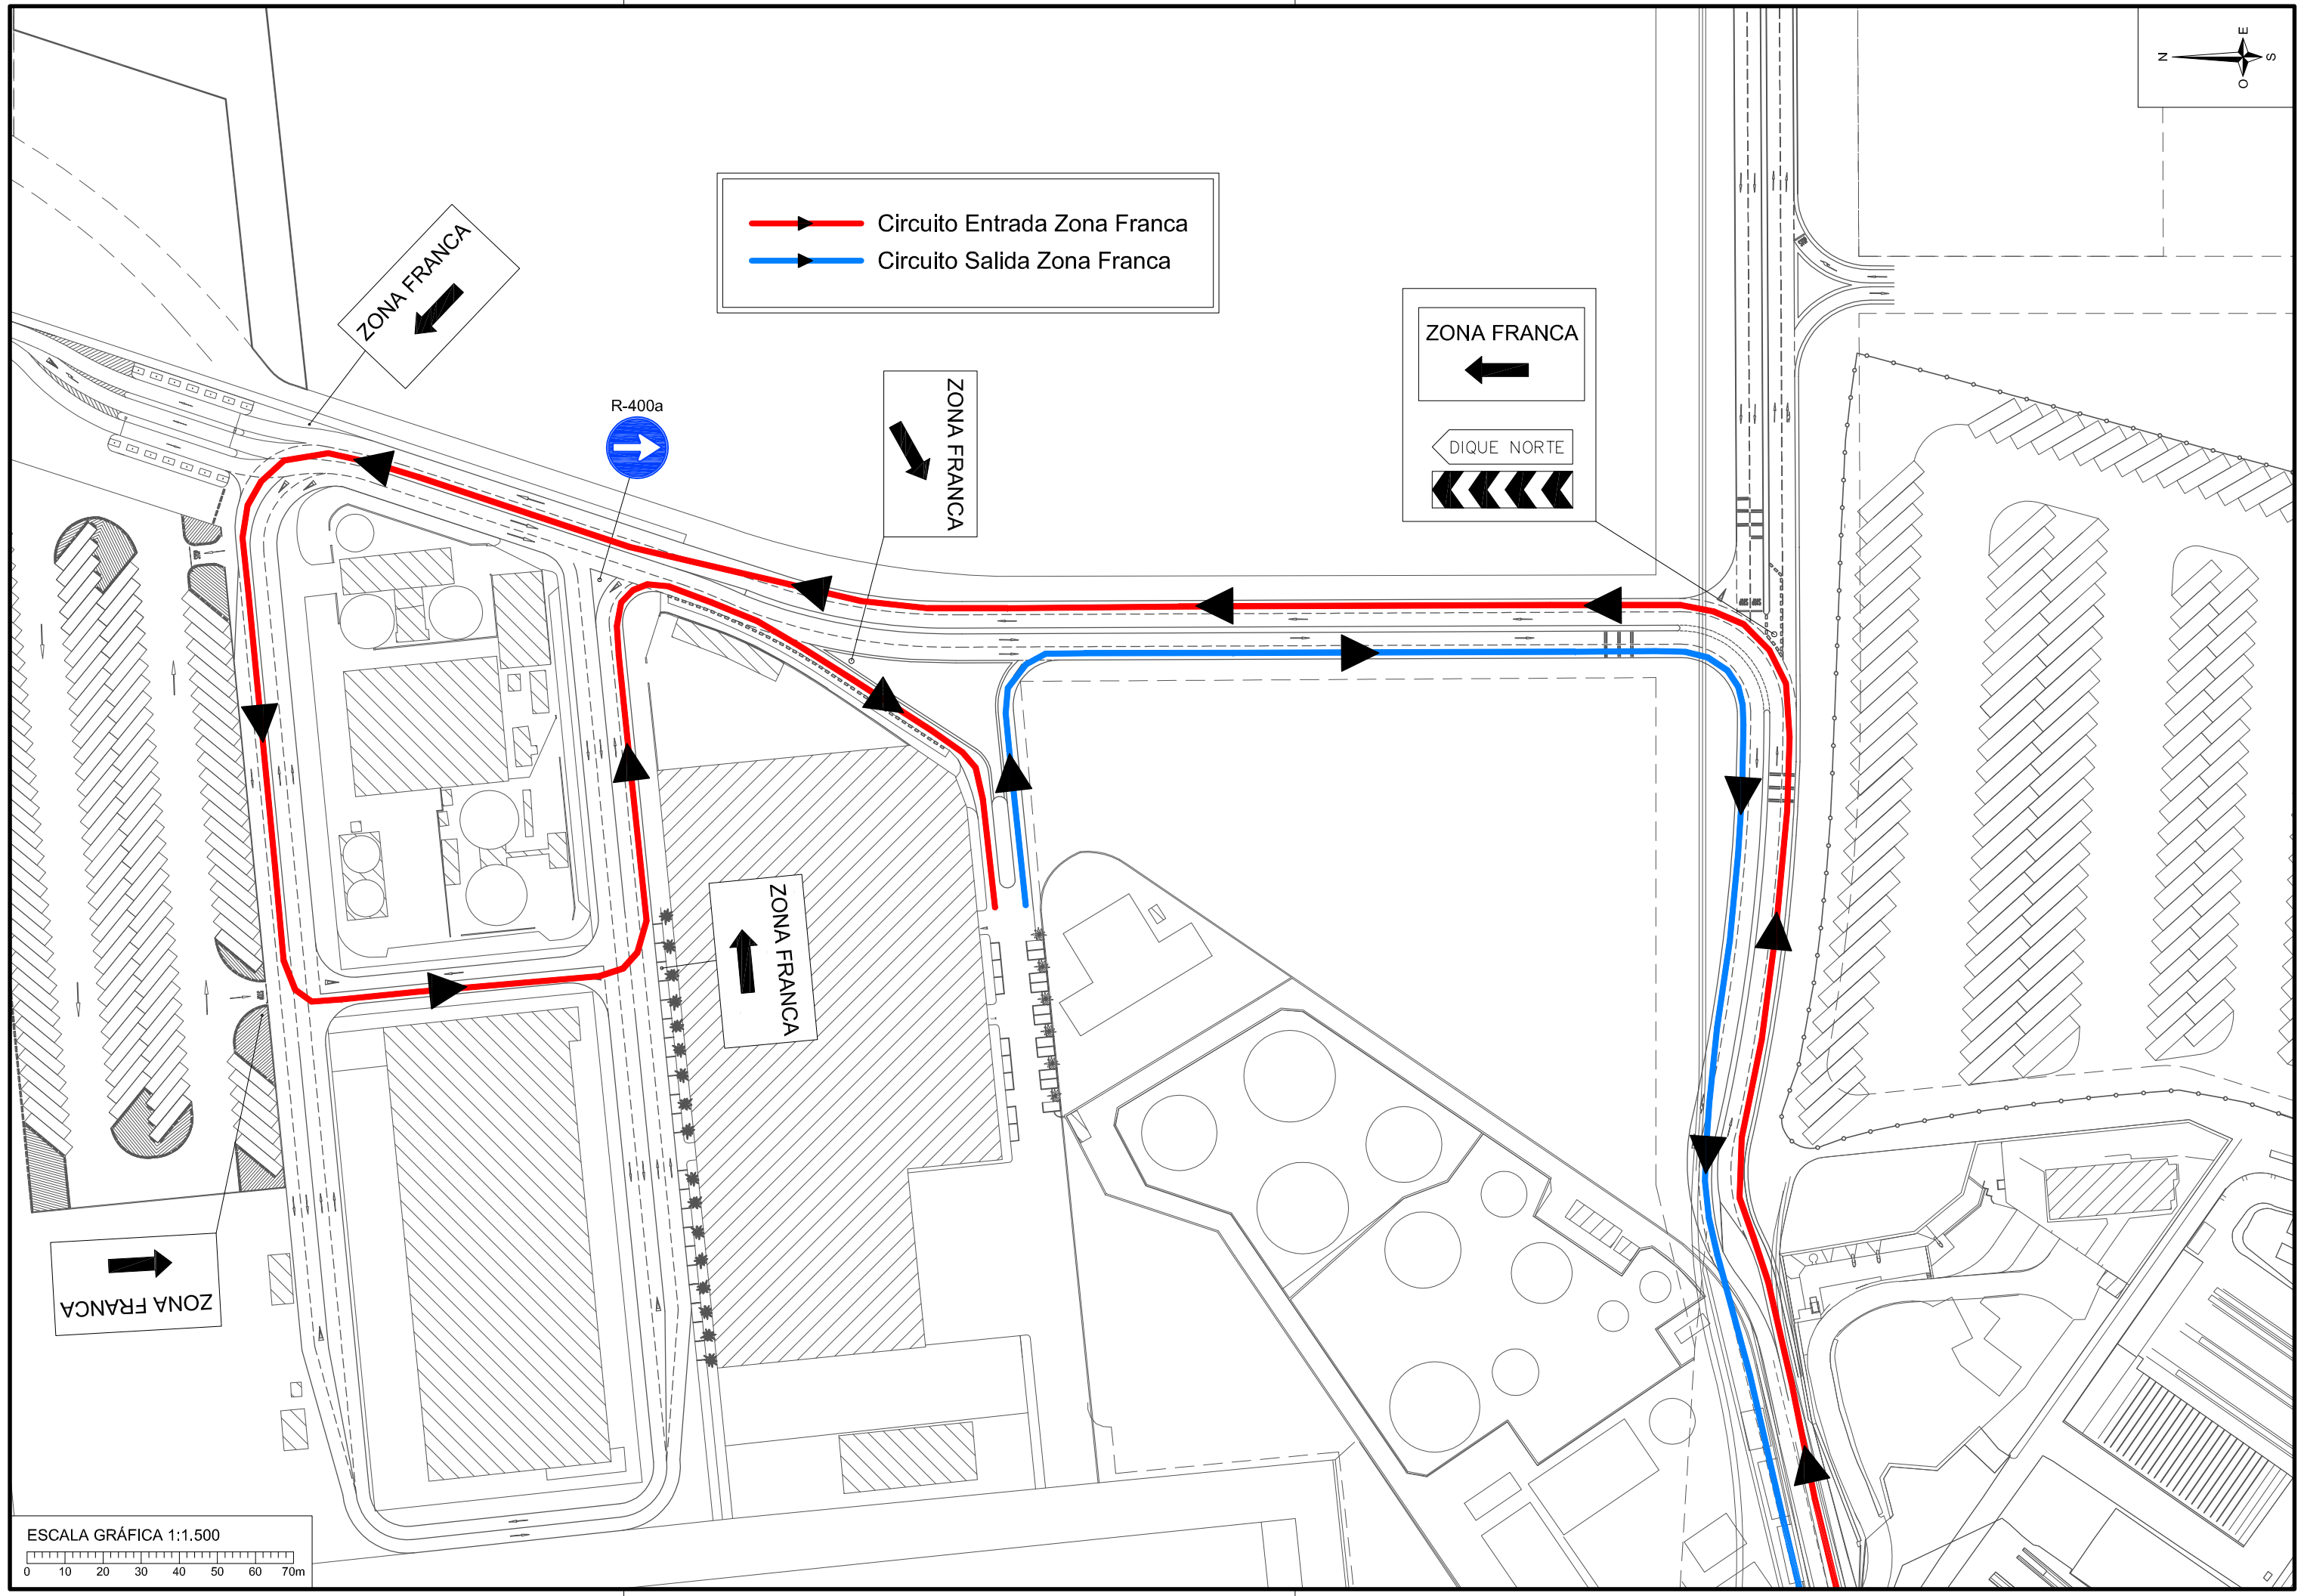 E
N
S
O
Circuito Entrada Zona Franca
Circuito Salida Zona Franca
ZONA FRANCA
R-400a
ZONA FRANCA
ZONA FRANCA
DIQUE NORTE
ZONA FRANCA
ZONA FRANCA
ESCALA GRÁFICA 1:1.500
0 10 20 30 40 50 60 70m